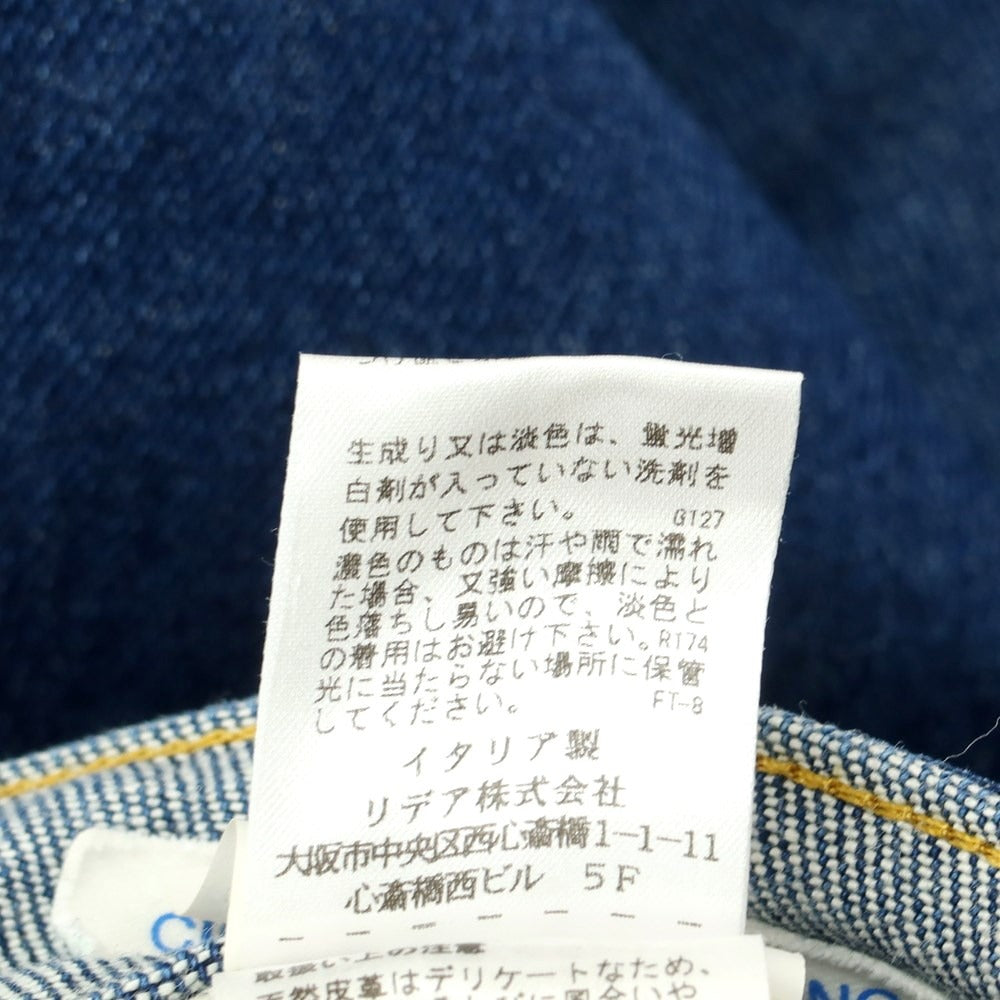 生成り又は淡色は、蛍光増
白剤が入っていない洗剤を
使用して下さい。 G127
濃色のものは汗や雨で濡れ
た場合、又強い摩擦により
色落ちし易いので、淡色と
の着用はお避け下さい。R174
光に当たらない場所に保管
してください。 FT-8
イタリア製
リデア株式会社
大阪市中央区西心斎橋1-1-11
心斎橋西ビル 5F
取扱い上の注意
天然皮革はデリケートなため、